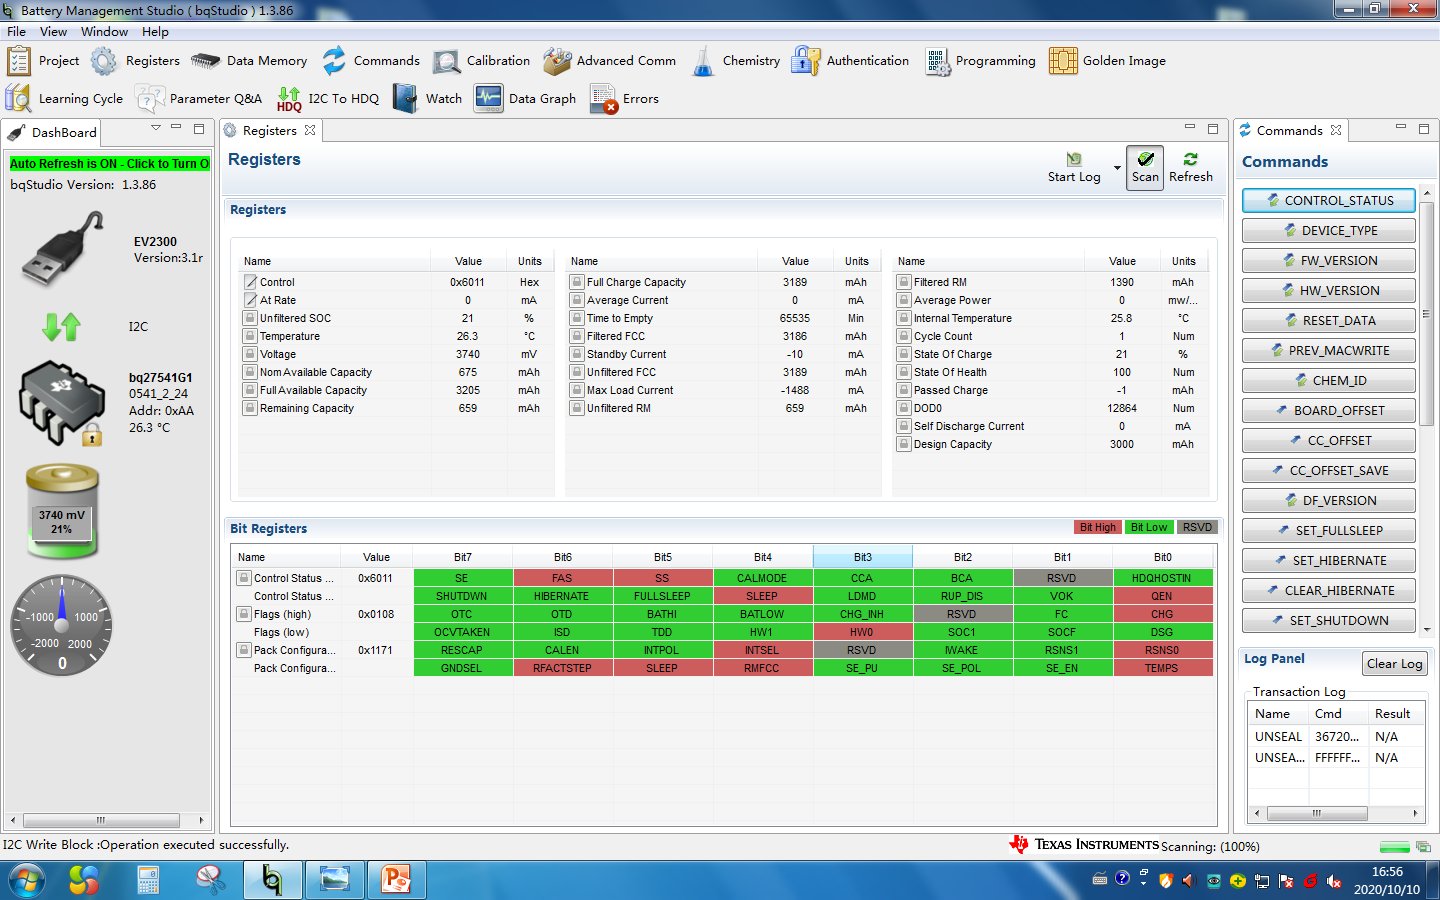 Battery Management Studio ( bqStudio ) 1.3.86
File View Window Help
Project Registers Data Memory Commands Calibration Advanced Comm Chemistry Authentication Programming Golden Image
Learning Cycle Parameter Q&A HDQ I2C To HDQ Watch Data Graph Errors
DashBoard
Auto Refresh is ON - Click to Turn O
bqStudio Version: 1.3.86
EV2300
Version:3.1r
I2C
bq27541G1
0541_2_24
Addr: 0xAA
26.3 °C
3740 mV
21%
-1000 1000
-2000 2000
0
Registers
Registers
Start Log Scan Refresh
Registers
Name Value Units
Control 0x6011 Hex
At Rate 0 mA
Unfiltered SOC 21 %
Temperature 26.3 °C
Voltage 3740 mV
Nom Available Capacity 675 mAh
Full Available Capacity 3205 mAh
Remaining Capacity 659 mAh
Name Value Units
Full Charge Capacity 3189 mAh
Average Current 0 mA
Time to Empty 65535 Min
Filtered FCC 3186 mAh
Standby Current -10 mA
Unfiltered FCC 3189 mAh
Max Load Current -1488 mA
Unfiltered RM 659 mAh
Name Value Units
Filtered RM 1390 mAh
Average Power 0 mw/...
Internal Temperature 25.8 °C
Cycle Count 1 Num
State Of Charge 21 %
State Of Health 100 Num
Passed Charge -1 mAh
DOD0 12864 Num
Self Discharge Current 0 mA
Design Capacity 3000 mAh
Bit Registers
Bit High Bit Low RSVD
Name Value Bit7 Bit6 Bit5 Bit4 Bit3 Bit2 Bit1 Bit0
Control Status ... 0x6011 SE FAS SS CALMODE CCA BCA RSVD HDQHOSTIN
Control Status ... SHUTDWN HIBERNATE FULLSLEEP SLEEP LDMD RUP_DIS VOK QEN
Flags (high) 0x0108 OTC OTD BATHI BATLOW CHG_INH RSVD FC CHG
Flags (low) OCVTAKEN ISD TDD HW1 HW0 SOC1 SOCF DSG
Pack Configura... 0x1171 RESCAP CALEN INTPOL INTSEL RSVD IWAKE RSNS1 RSNS0
Pack Configura... GNDSEL RFACTSTEP SLEEP RMFCC SE_PU SE_POL SE_EN TEMPS
Commands
Commands
CONTROL_STATUS
DEVICE_TYPE
FW_VERSION
HW_VERSION
RESET_DATA
PREV_MACWRITE
CHEM_ID
BOARD_OFFSET
CC_OFFSET
CC_OFFSET_SAVE
DF_VERSION
SET_FULLSLEEP
SET_HIBERNATE
CLEAR_HIBERNATE
SET_SHUTDOWN
Log Panel Clear Log
Transaction Log
Name Cmd Result
UNSEAL 36720... N/A
UNSEA... FFFFFF... N/A
I2C Write Block :Operation executed successfully.
TEXAS INSTRUMENTS Scanning: (100%)
16:56
2020/10/10